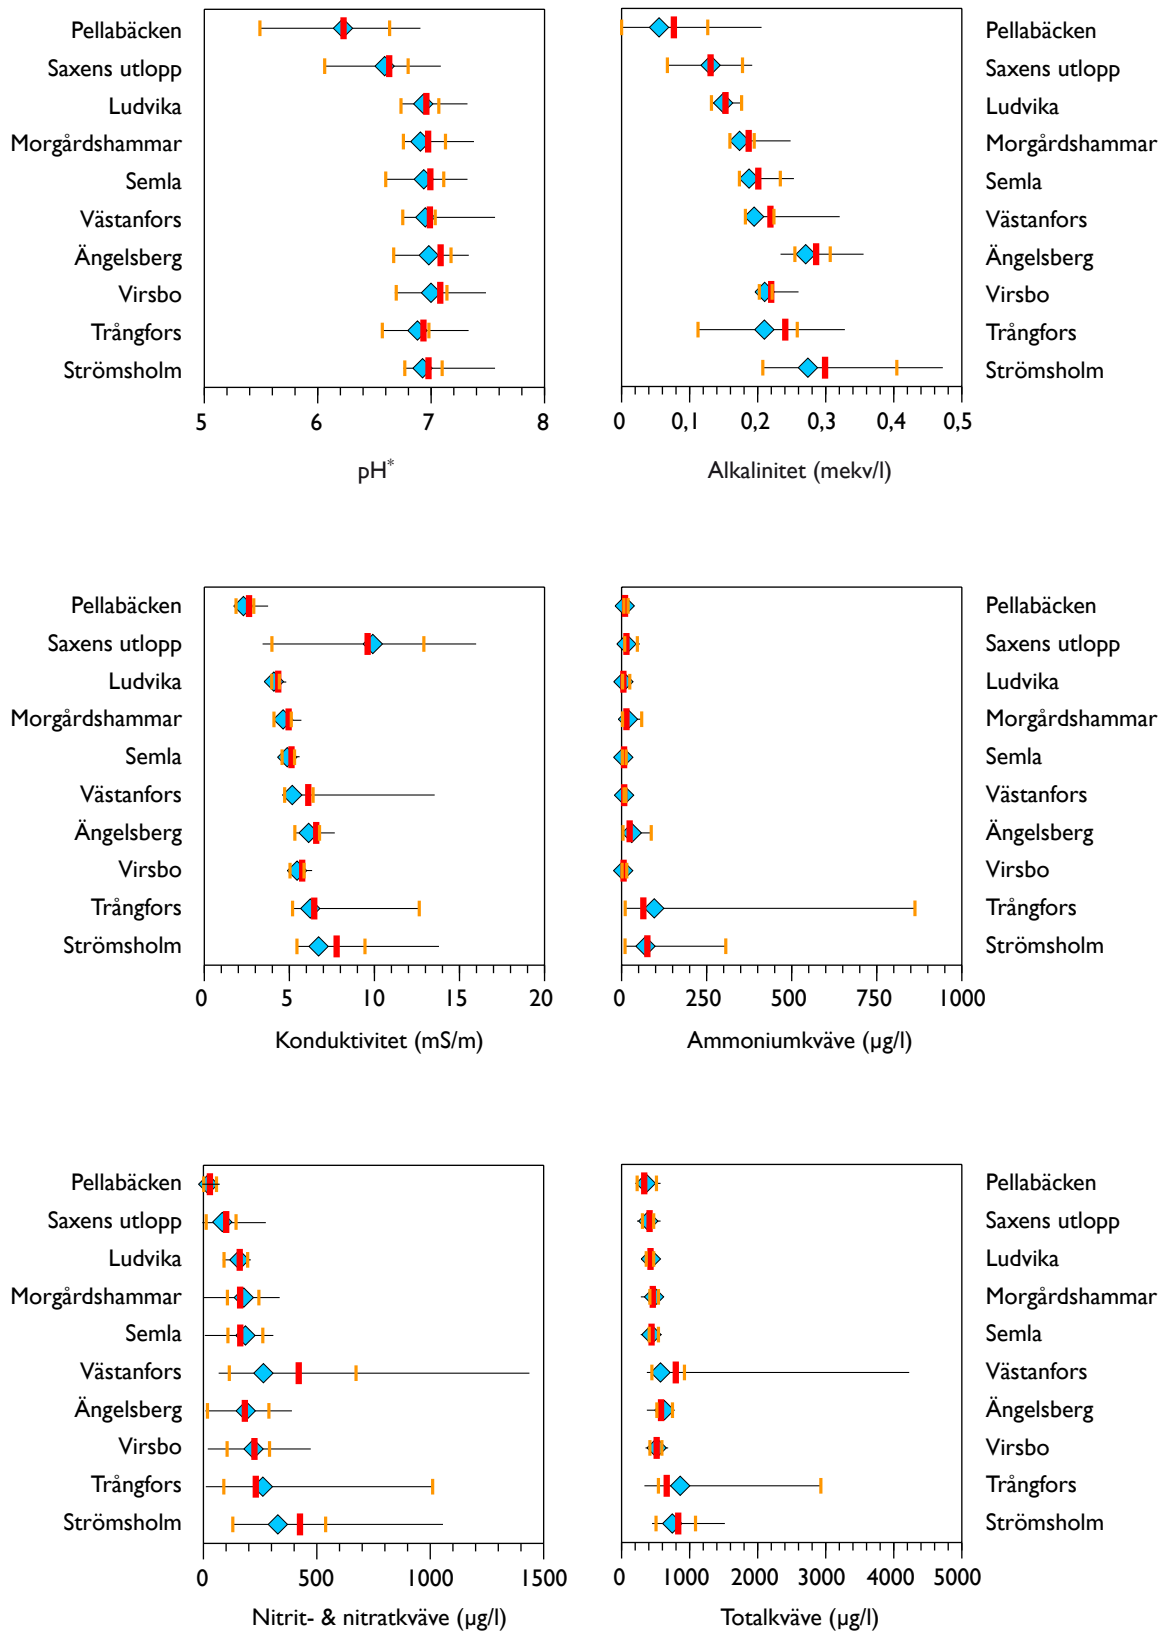 Pellabäcken
Saxens utlopp
Ludvika
Morgårdshammar
Semla
Västanfors
Ängelsberg
Virsbo
Trångfors
Strömsholm
5 6 7 8
pH*
Pellabäcken
Saxens utlopp
Ludvika
Morgårdshammar
Semla
Västanfors
Ängelsberg
Virsbo
Trångfors
Strömsholm
0 0,1 0,2 0,3 0,4 0,5
Alkalinitet (mekv/l)
Pellabäcken
Saxens utlopp
Ludvika
Morgårdshammar
Semla
Västanfors
Ängelsberg
Virsbo
Trångfors
Strömsholm
0 5 10 15 20
Konduktivitet (mS/m)
Pellabäcken
Saxens utlopp
Ludvika
Morgårdshammar
Semla
Västanfors
Ängelsberg
Virsbo
Trångfors
Strömsholm
0 250 500 750 1000
Ammoniumkväve (µg/l)
Pellabäcken
Saxens utlopp
Ludvika
Morgårdshammar
Semla
Västanfors
Ängelsberg
Virsbo
Trångfors
Strömsholm
0 500 1000 1500
Nitrit- & nitratkväve (µg/l)
Pellabäcken
Saxens utlopp
Ludvika
Morgårdshammar
Semla
Västanfors
Ängelsberg
Virsbo
Trångfors
Strömsholm
0 1000 2000 3000 4000 5000
Totalkväve (µg/l)